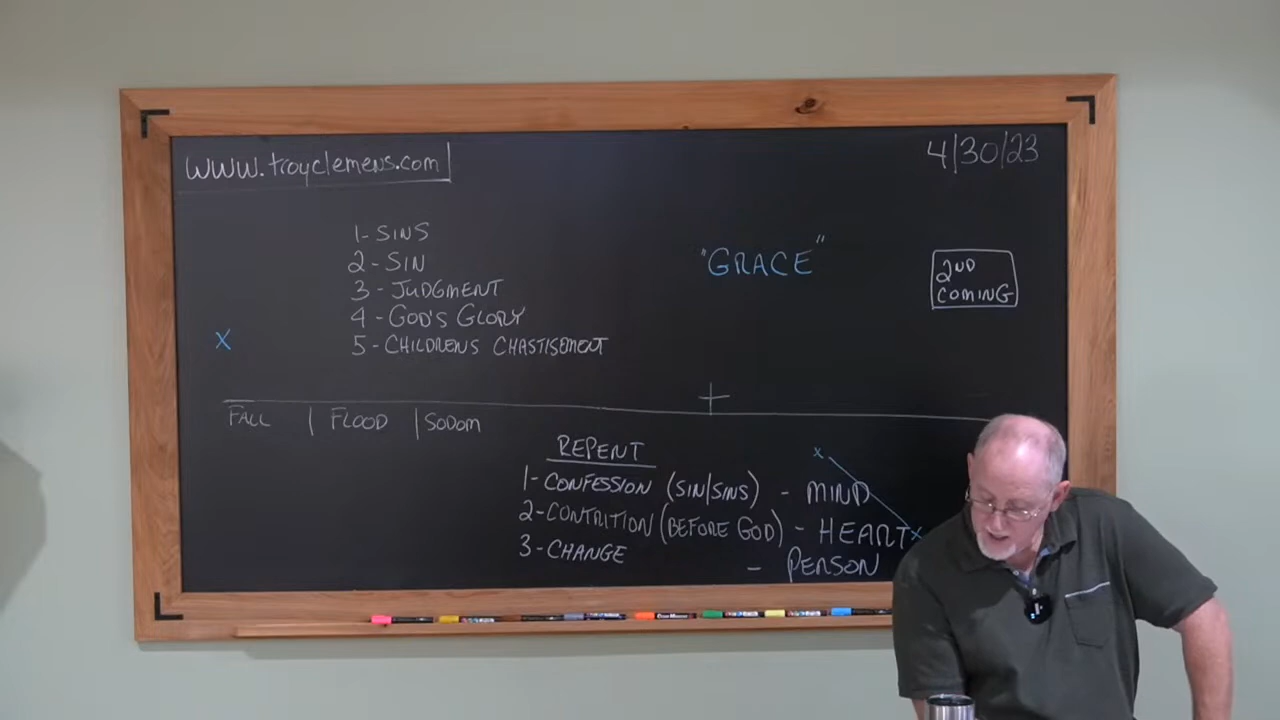 www.troyclemens.com
4/30/23
1- SINS
2 - SIN
3 - JUDGMENT
4 - GOD'S GLORY
5 - CHILDRENS CHASTISEMENT
"GRACE"
2ND
COMING
X
FALL | FLOOD | SODOM
REPENT
1- CONFESSION (SIN/SINS) - MIND
2- CONTRITION (BEFORE GOD) - HEART
3- CHANGE - PERSON
x
x